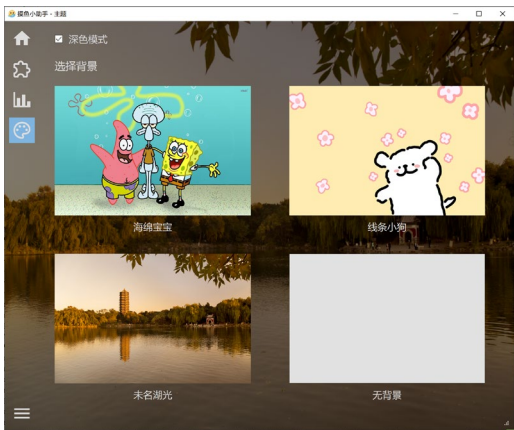 摸鱼小助手 - 主题
深色模式
选择背景
海绵宝宝
线条小狗
未名湖光
无背景